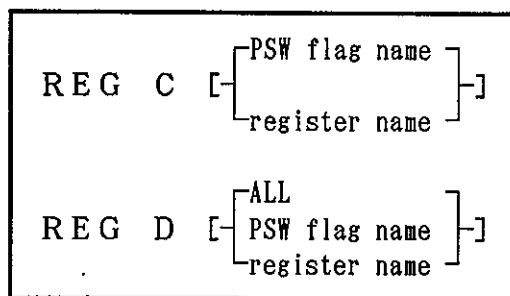 PSW flag name
REG C [ ]
register name
ALL
REG D [ PSW flag name ]
register name